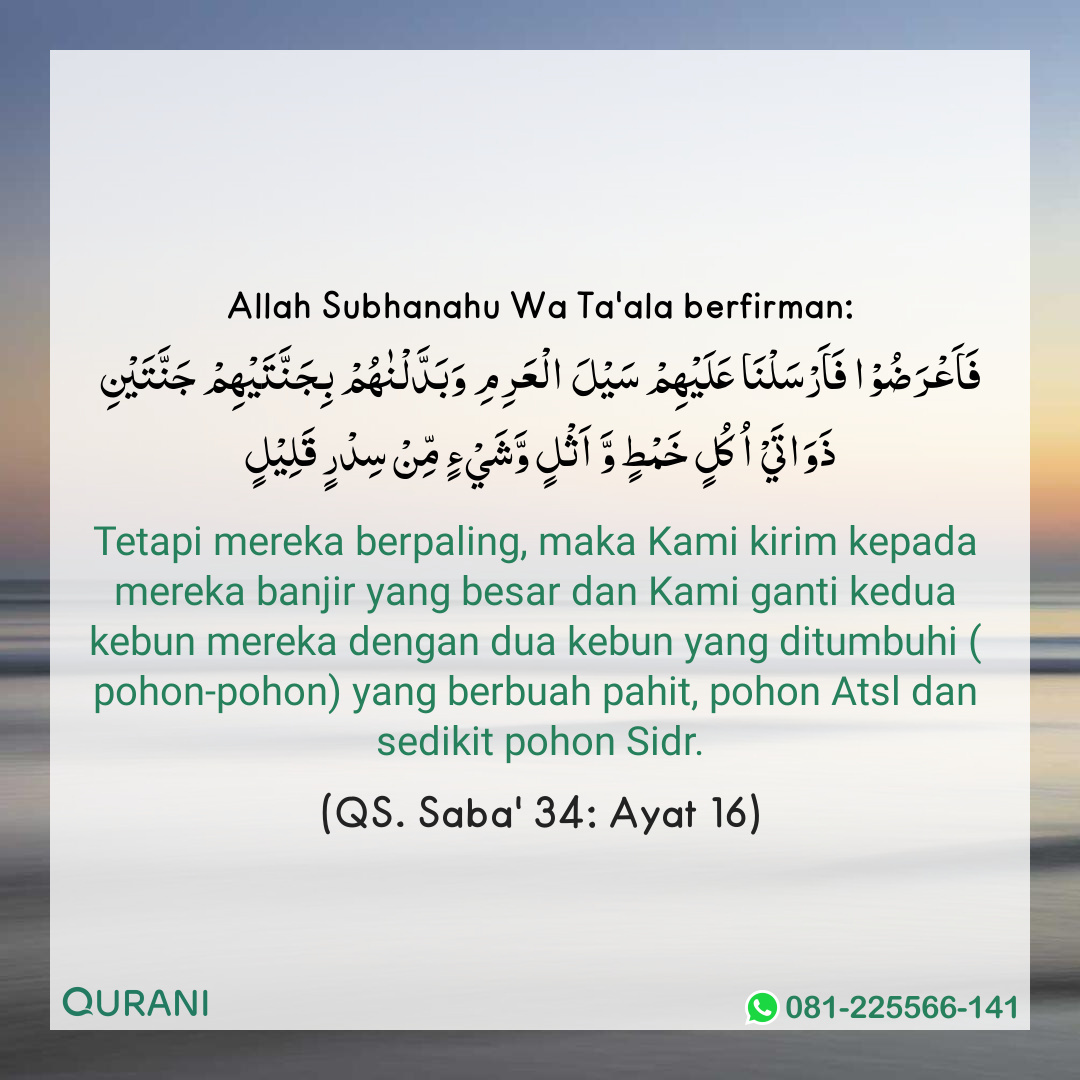 Allah Subhanahu Wa Ta'ala berfirman:
فَاَعْرَضُوْا فَاَرْسَلْنَا عَلَيْهِمْ سَيْلَ الْعَرِمِ وَبَدَّلْنٰهُمْ بِجَنَّتَيْهِمْ جَنَّتَيْنِ
ذَوَاتَيْ اُكُلٍ خَمْطٍ وَّ اَثْلٍ وَّشَيْءٍ مِّنْ سِدْرٍ قَلِيْلٍ
Tetapi mereka berpaling, maka Kami kirim kepada
mereka banjir yang besar dan Kami ganti kedua
kebun mereka dengan dua kebun yang ditumbuhi (
pohon-pohon) yang berbuah pahit, pohon Atsl dan
sedikit pohon Sidr.
(QS. Saba' 34: Ayat 16)
QURANI
081-225566-141